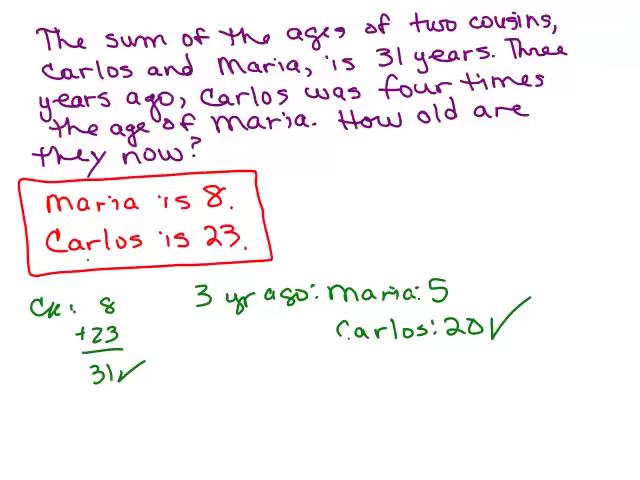 The sum of the ages of two cousins,
Carlos and Maria, is 31 years. Three
years ago, Carlos was four times
the age of Maria. How old are
they now?
Maria is 8.
Carlos is 23.
Ck: 8
+23
31 ✓
3 yr ago: Maria: 5
Carlos: 20 ✓